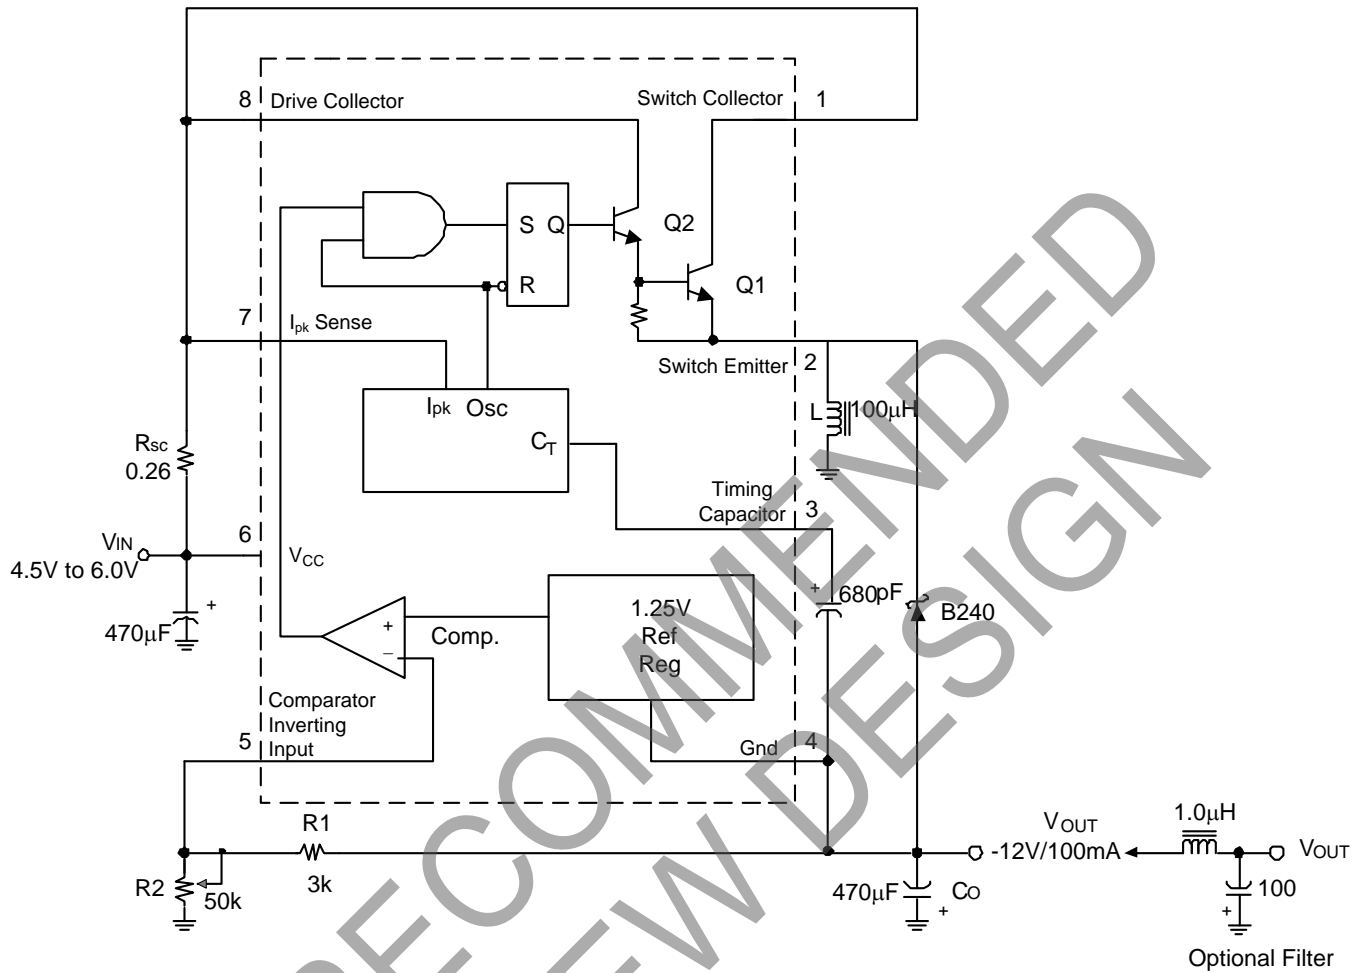 8 Drive Collector
Switch Collector 1
S Q
R
Q2
Q1
7 Ipk Sense
Switch Emitter 2
Ipk Osc
CT
L 100μH
Rsc
0.26
Timing
Capacitor 3
VIN
4.5V to 6.0V
6
VCC
470μF +
+ 680pF
B240
1.25V
Ref
Reg
+
−
Comp.
Comparator
Inverting
Input
5
Gnd 4
R1
3k
R2
50k
VOUT
-12V/100mA
1.0μH
VOUT
470μF CO
+
100
+
Optional Filter
RECOMMENDED
EW DESIGN